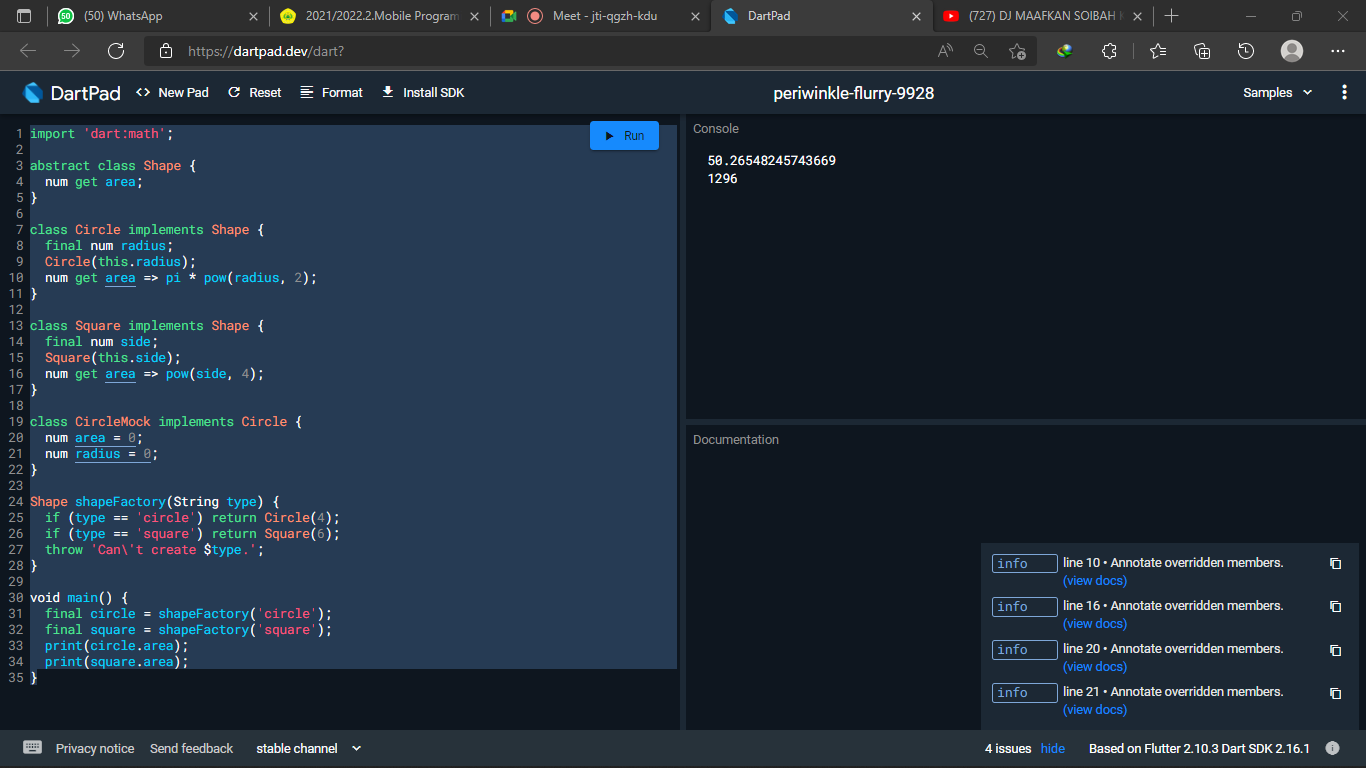 (50) WhatsApp
2021/2022.2.Mobile Program
Meet - jti-qgzh-kdu
DartPad
(727) DJ MAAFKAN SOIBAH K
https://dartpad.dev/dart?
DartPad
<> New Pad
Reset
Format
Install SDK
periwinkle-flurry-9928
Samples
Run
1 import 'dart:math';
2
3 abstract class Shape {
4   num get area;
5 }
6
7 class Circle implements Shape {
8   final num radius;
9   Circle(this.radius);
10   num get area => pi * pow(radius, 2);
11 }
12
13 class Square implements Shape {
14   final num side;
15   Square(this.side);
16   num get area => pow(side, 4);
17 }
18
19 class CircleMock implements Circle {
20   num area = 0;
21   num radius = 0;
22 }
23
24 Shape shapeFactory(String type) {
25   if (type == 'circle') return Circle(4);
26   if (type == 'square') return Square(6);
27   throw 'Can\'t create $type.';
28 }
29
30 void main() {
31   final circle = shapeFactory('circle');
32   final square = shapeFactory('square');
33   print(circle.area);
34   print(square.area);
35 }
Console
50.26548245743669
1296
Documentation
info line 10 • Annotate overridden members.
(view docs)
info line 16 • Annotate overridden members.
(view docs)
info line 20 • Annotate overridden members.
(view docs)
info line 21 • Annotate overridden members.
(view docs)
Privacy notice
Send feedback
stable channel
4 issues hide
Based on Flutter 2.10.3 Dart SDK 2.16.1